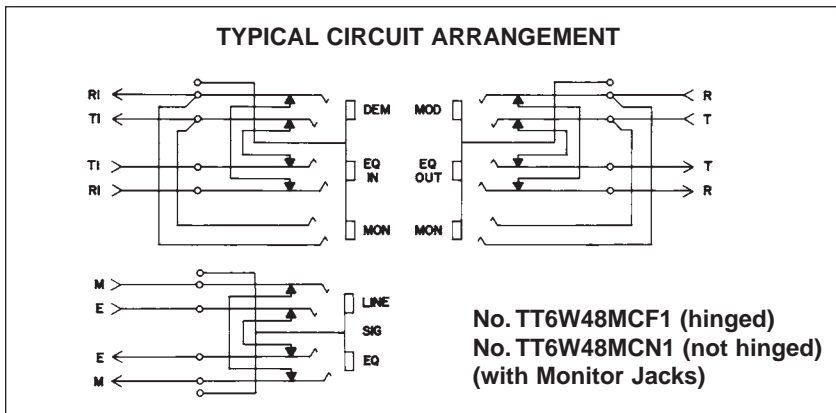 TYPICAL CIRCUIT ARRANGEMENT
RI
TI
TI
RI
DEM
EQ
IN
MON
MOD
EQ
OUT
MON
R
T
T
R
M
E
E
M
LINE
SIG
EQ
No. TT6W48MCF1 (hinged)
No. TT6W48MCN1 (not hinged)
(with Monitor Jacks)